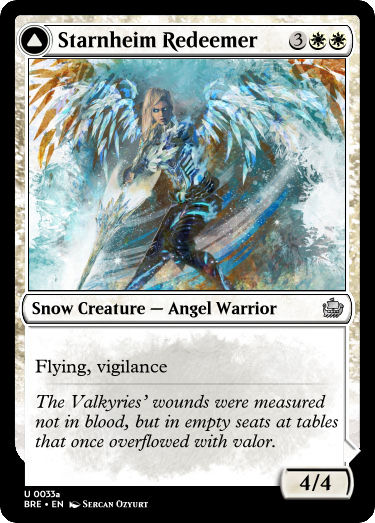 Starnheim Redeemer 3
Snow Creature — Angel Warrior
Flying, vigilance
The Valkyries’ wounds were measured
not in blood, but in empty seats at tables
that once overflowed with valor.
4/4
U 0033a
BRE • EN Sercan Ozyurt